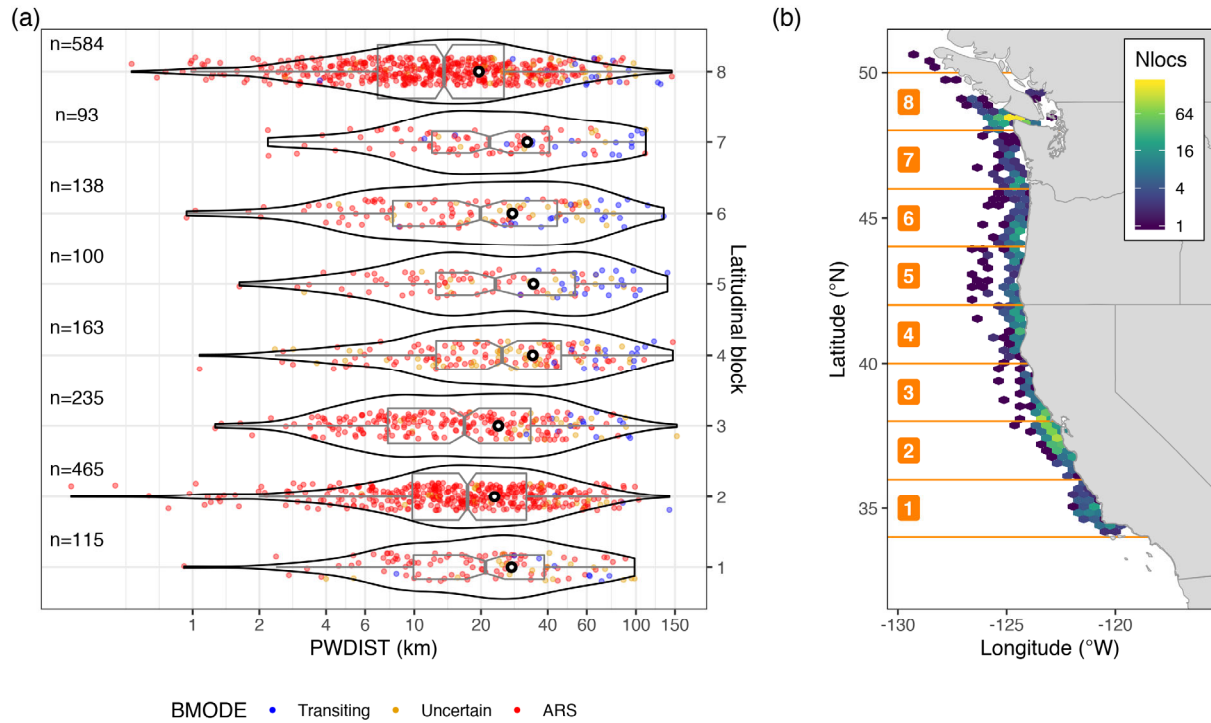 (a)
n=584
n=93
n=138
n=100
n=163
n=235
n=465
n=115
8
7
6
5
4
3
2
1
Latitudinal block
1 2 4 6 10 20 40 60 100 150
PWDIST (km)
BMODE Transiting Uncertain ARS
(b)
Nlocs
64
16
4
1
50
45
40
35
Latitude (°N)
8
7
6
5
4
3
2
1
-130 -125 -120
Longitude (°W)